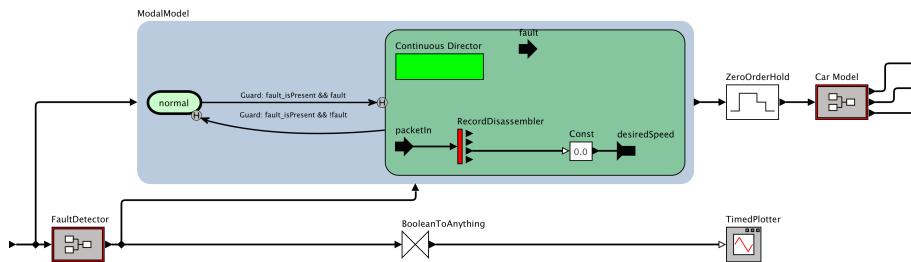 ModalModel
fault
Continuous Director
ZeroOrderHold
Car Model
normal
H
Guard: fault_isPresent && fault
H
Guard: fault_isPresent && !fault
packetIn
RecordDisassembler
Const
desiredSpeed
0.0
FaultDetector
BooleanToAnything
TimedPlotter